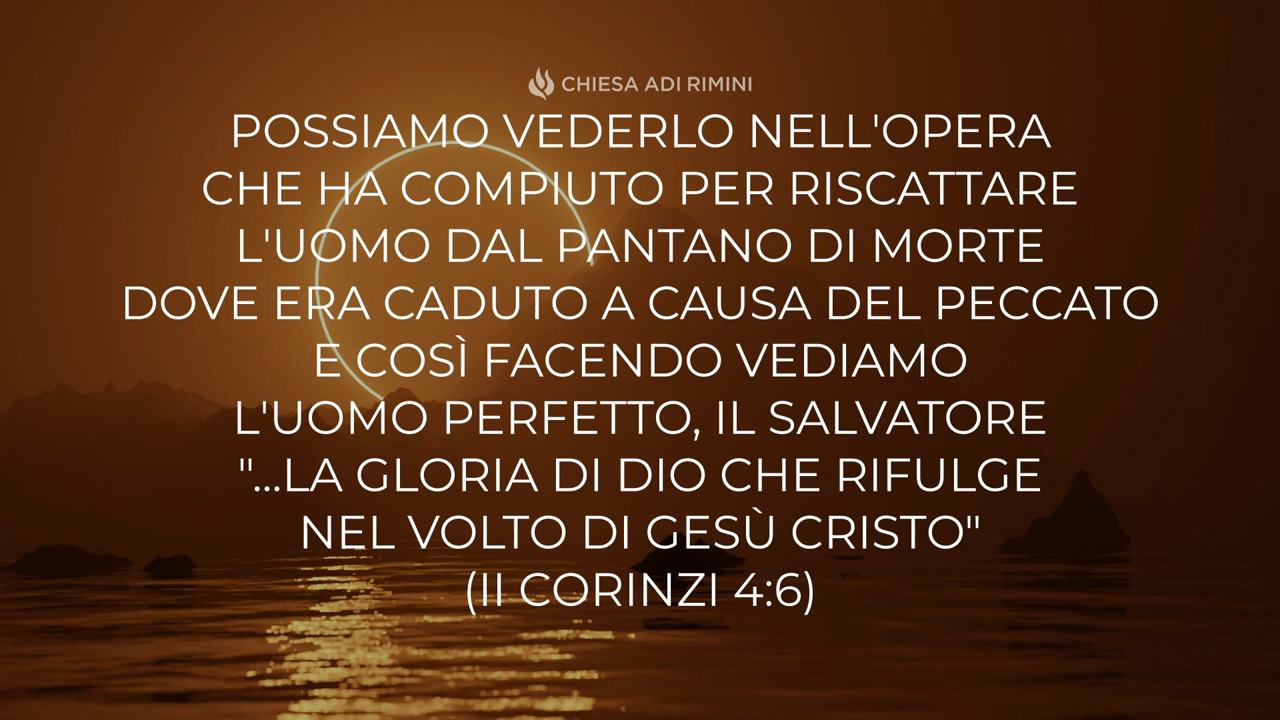 CHIESA ADI RIMINI
POSSIAMO VEDERLO NELL'OPERA
CHE HA COMPIUTO PER RISCATTARE
L'UOMO DAL PANTANO DI MORTE
DOVE ERA CADUTO A CAUSA DEL PECCATO
E COSÌ FACENDO VEDIAMO
L'UOMO PERFETTO, IL SALVATORE
"...LA GLORIA DI DIO CHE RIFULGE
NEL VOLTO DI GESÙ CRISTO"
(II CORINZI 4:6)